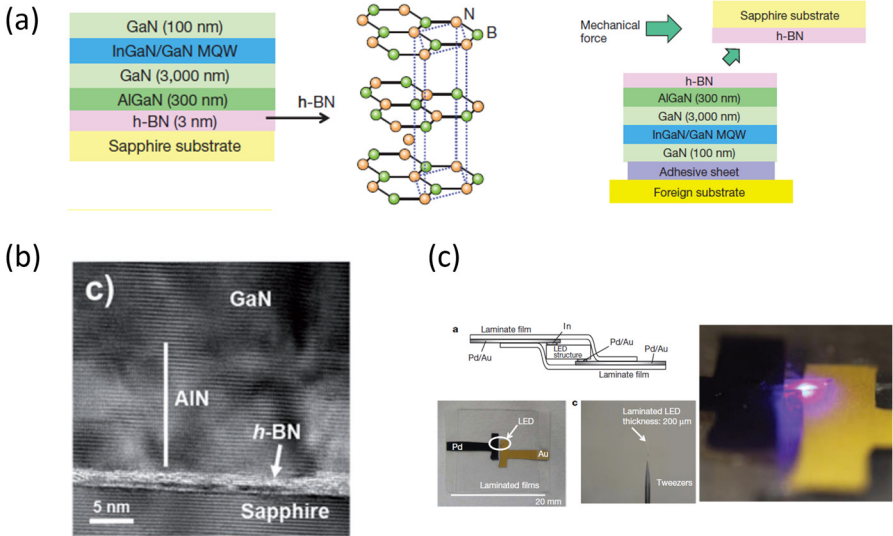 (a)
GaN (100 nm)
InGaN/GaN MQW
GaN (3,000 nm)
AlGaN (300 nm)
h-BN (3 nm)
Sapphire substrate
h-BN
N
B
Mechanical
force
Sapphire substrate
h-BN
h-BN
AlGaN (300 nm)
GaN (3,000 nm)
InGaN/GaN MQW
GaN (100 nm)
Adhesive sheet
Foreign substrate
(b)
c)
GaN
AlN
h-BN
5 nm
Sapphire
(c)
a
Laminate film
In
Pd/Au
Pd/Au
LED
structure
Pd/Au
Pd/Au
Laminate film
LED
Pd
Au
Laminated films
20 mm
c
Laminated LED
thickness: 200 μm
Tweezers